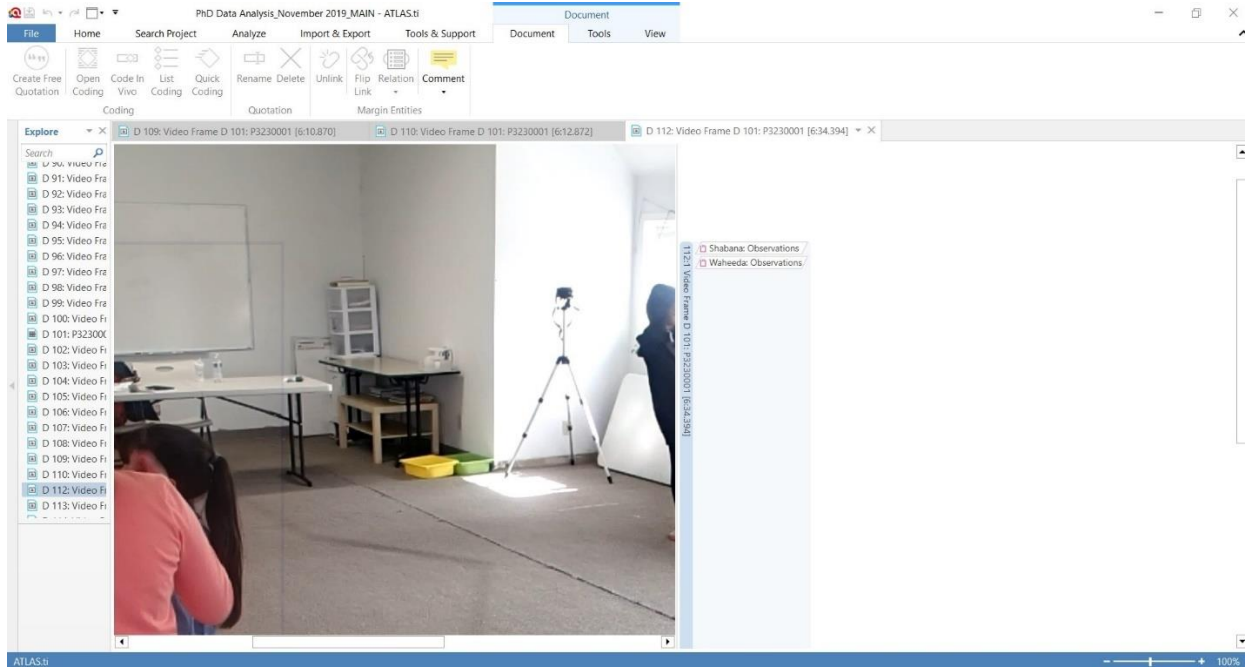 PhD Data Analysis_November 2019_MAIN - ATLAS.ti
Document
File Home Search Project Analyze Import & Export Tools & Support Document Tools View
Create Free Quotation
Open Coding
Code In Vivo
List Coding
Quick Coding
Rename Delete
Unlink
Flip Link
Relation
Comment
Coding Quotation Margin Entities
Explore
D 109: Video Frame D 101: P3230001 [6:10.870]
D 110: Video Frame D 101: P3230001 [6:12.872]
D 112: Video Frame D 101: P3230001 [6:34.394]
Search
D 90: Video Fra
D 91: Video Fra
D 92: Video Fra
D 93: Video Fra
D 94: Video Fra
D 95: Video Fra
D 96: Video Fra
D 97: Video Fra
D 98: Video Fra
D 99: Video Fra
D 100: Video Fr
D 101: P32300
D 102: Video Fr
D 103: Video Fr
D 104: Video Fr
D 105: Video Fr
D 106: Video Fr
D 107: Video Fr
D 108: Video Fr
D 109: Video Fr
D 110: Video Fr
D 112: Video Fr
D 113: Video Fr
112:1 Video Frame D 101: P3230001 [6:34.394]
Shabana: Observations
Waheeda: Observations
ATLAS.ti
100%